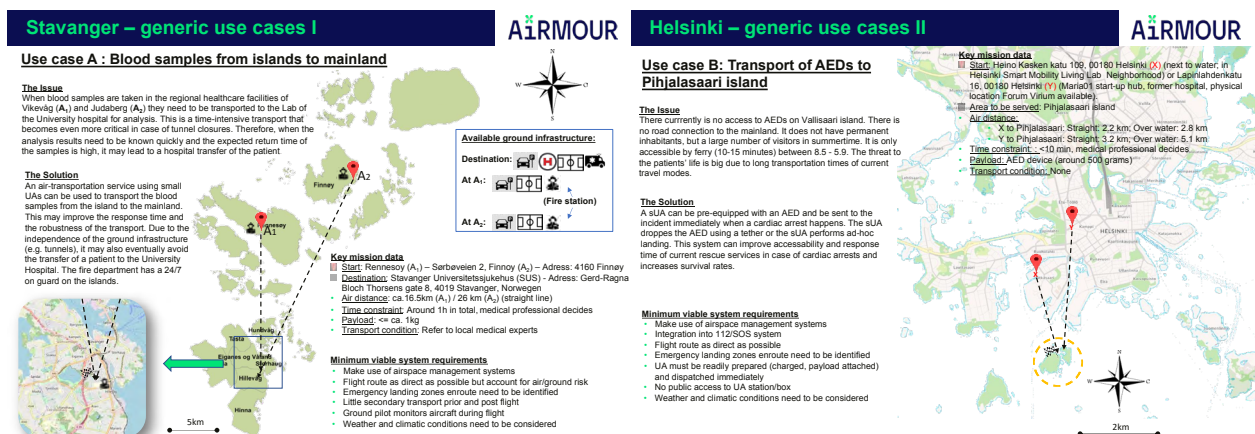 Stavanger – generic use cases I
AiRMOUR
Use case A : Blood samples from islands to mainland
The Issue
When blood samples are taken in the regional healthcare facilities of
Vikevåg (A1) and Judaberg (A2) they need to be transported to the Lab of
the University hospital for analysis. This is a time-intensive transport that
becomes even more critical in case of tunnel closures. Therefore, when the
analysis results need to be known quickly and the expected return time of
the samples is high, it may lead to a hospital transfer of the patient.
The Solution
An air-transportation service using small
UAs can be used to transport the blood
samples from the island to the mainland.
This may improve the response time and
the robustness of the transport. Due to the
independence of the ground infrastructure
(e.g. tunnels), it may also eventually avoid
the transfer of a patient to the University
Hospital. The fire department has a 24/7
on guard on the islands.
N
W
O
S
Available ground infrastructure:
Destination:
H
At A1:
(Fire station)
At A2:
Finnøy
A2
A1
Key mission data
Start: Rennesoy (A1) – Sørbøveien 2, Finnoy (A2) – Adress: 4160 Finnøy
Destination: Stavanger Universitetssjukehus (SUS) - Adress: Gerd-Ragna
Bloch Thorsens gate 8, 4019 Stavanger, Norwegen
Air distance: ca.16.5km (A1) / 26 km (A2) (straight line)
Time constraint: Around 1h in total, medical professional decides
Payload: <= ca. 1kg
Transport condition: Refer to local medical experts
Hundvåg
Tasta
Eiganes og Våland
Storhaug
Hillevåg
Hinna
Minimum viable system requirements
Make use of airspace management systems
Flight route as direct as possible but account for air/ground risk
Emergency landing zones enroute need to be identified
Little secondary transport prior and post flight
Ground pilot monitors aircraft during flight
Weather and climatic conditions need to be considered
5km
Helsinki – generic use cases II
AiRMOUR
Use case B: Transport of AEDs to
Pihjalasaari island
The Issue
There currently is no access to AEDs on Vallisaari island. There is
no road connection to the mainland. It does not have permanent
inhabitants, but a large number of visitors in summertime. It is only
accessible by ferry (10-15 minutes) between 8.5 - 5.9. The threat to
the patients' life is big due to long transportation times of current
travel modes.
The Solution
A sUA can be pre-equipped with an AED and be sent to the
incident immediately when a cardiac arrest happens. The sUA
droppes the AED using a tether or the sUA performs ad-hoc
landing. This system can improve accessability and response
time of current rescue services in case of cardiac arrests and
increases survival rates.
Minimum viable system requirements
Make use of airspace management systems
Integration into 112/SOS system
Flight route as direct as possible
Emergency landing zones enroute need to be identified
UA must be readily prepared (charged, payload attached)
and dispatched immediately
No public access to UA station/box
Weather and climatic conditions need to be considered
Key mission data
Start: Heino Kasken katu 109, 00180 Helsinki (X) (next to water; in
Helsinki Smart Mobility Living Lab Neighborhood) or Lapinlahdenkatu
16, 00180 Helsinki (Y) (Maria01 start-up hub, former hospital, physical
location Forum Virium available).
Area to be served: Pihjalasaari island
Air distance:
X to Pihjalasaari: Straight: 2.2 km; Over water: 2.8 km
Y to Pihjalasaari: Straight: 3.2 km; Over water: 5.1 km
Time constraint: : <10 min, medical professional decides
Payload: AED device (around 500 grams)
Transport condition: None
Y
HELSINKI
X
N
W
O
S
2km